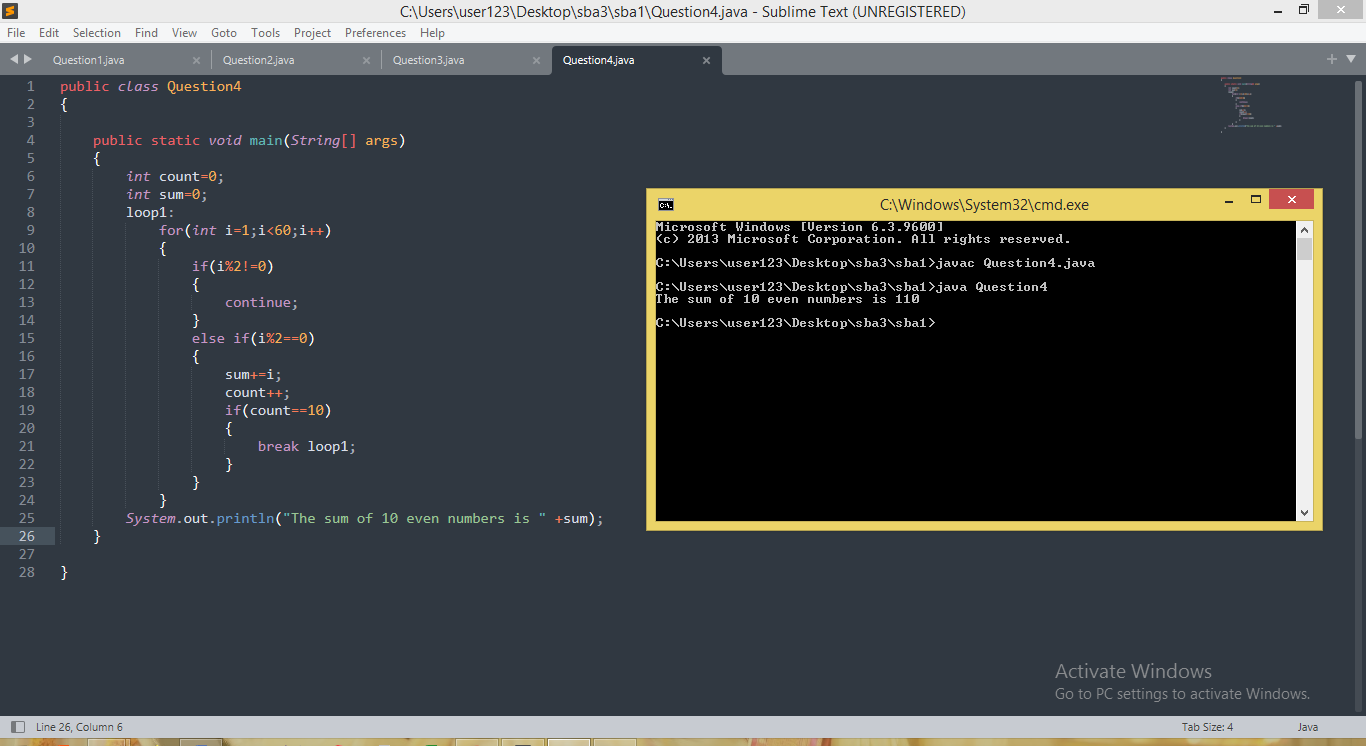 C:\Users\user123\Desktop\sba3\sba1\Question4.java - Sublime Text (UNREGISTERED)
File Edit Selection Find View Goto Tools Project Preferences Help
Question1.java Question2.java Question3.java Question4.java
1 public class Question4
2 {
3
4 public static void main(String[] args)
5 {
6 int count=0;
7 int sum=0;
8 loop1:
9 for(int i=1;i<60;i++)
10 {
11 if(i%2!=0)
12 {
13 continue;
14 }
15 else if(i%2==0)
16 {
17 sum+=i;
18 count++;
19 if(count==10)
20 {
21 break loop1;
22 }
23 }
24 }
25 System.out.println("The sum of 10 even numbers is " +sum);
26 }
27
28 }
C:\Windows\System32\cmd.exe
Microsoft Windows [Version 6.3.9600]
(c) 2013 Microsoft Corporation. All rights reserved.
C:\Users\user123\Desktop\sba3\sba1>javac Question4.java
C:\Users\user123\Desktop\sba3\sba1>java Question4
The sum of 10 even numbers is 110
C:\Users\user123\Desktop\sba3\sba1>
Activate Windows
Go to PC settings to activate Windows.
Line 26, Column 6 Tab Size: 4 Java